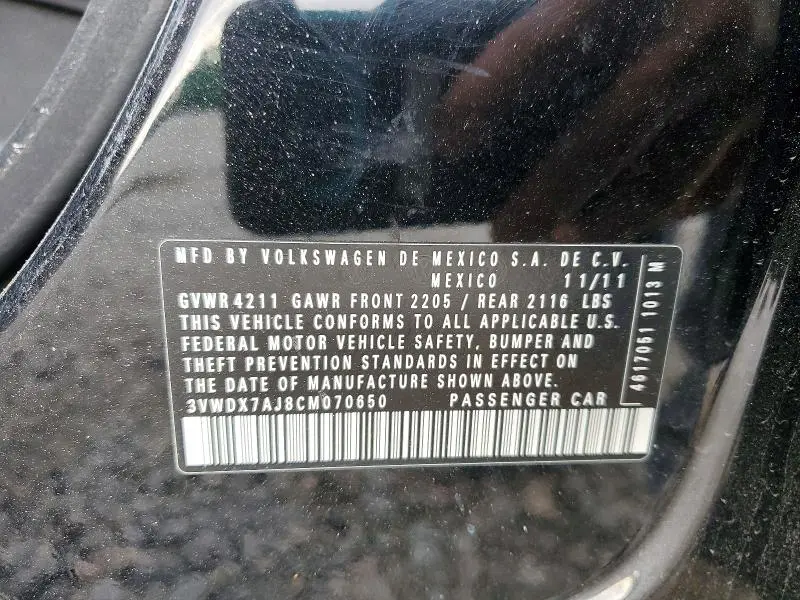 MFD BY VOLKSWAGEN DE MEXICO S.A. DE C.V.
MEXICO 11/11
GVWR 4211 GAWR FRONT 2205 / REAR 2116 LBS
THIS VEHICLE CONFORMS TO ALL APPLICABLE U.S.
FEDERAL MOTOR VEHICLE SAFETY, BUMPER AND
THEFT PREVENTION STANDARDS IN EFFECT ON
THE DATE OF MANUFACTURE SHOWN ABOVE.
3VWDX7AJ8CM070650 PASSENGER CAR
4617051 1013 M